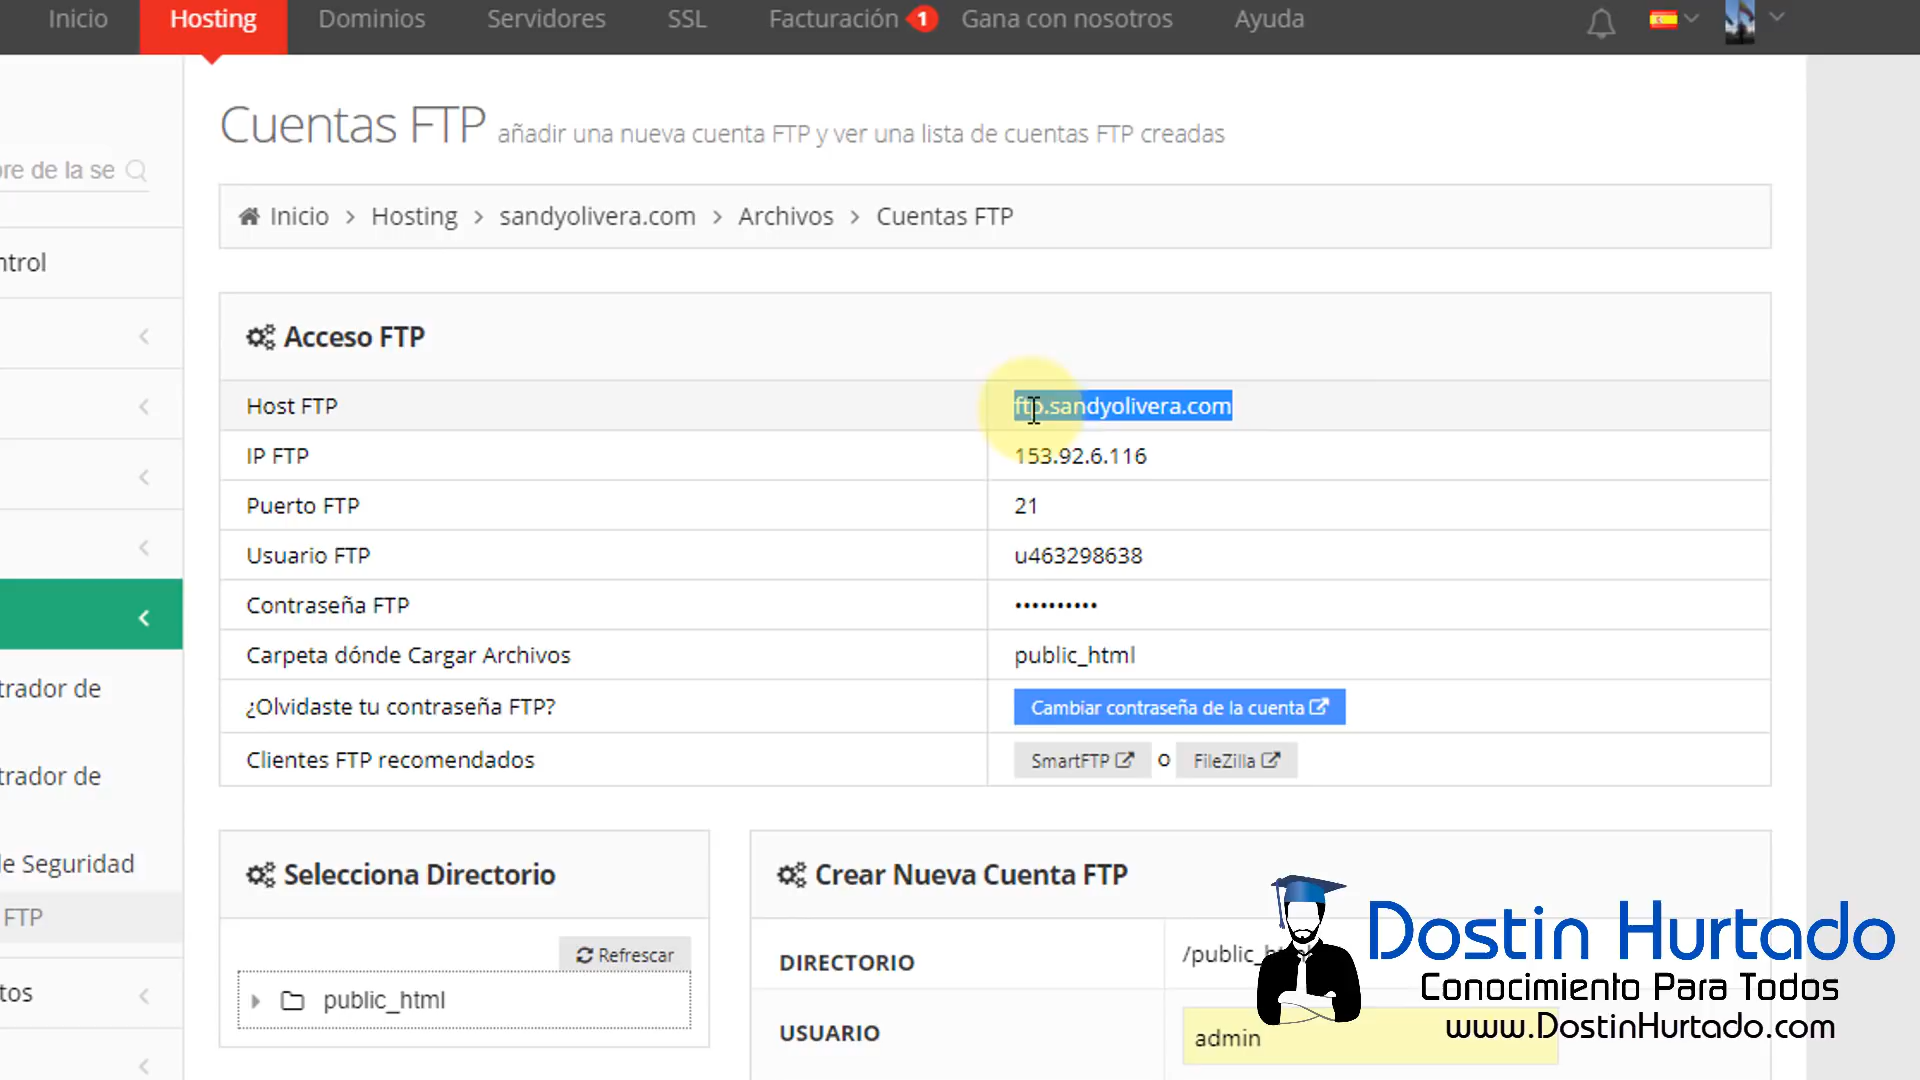 Inicio Hosting Dominios Servidores SSL Facturación 1 Gana con nosotros Ayuda
Cuentas FTP añadir una nueva cuenta FTP y ver una lista de cuentas FTP creadas
re de la se
Inicio > Hosting > sandyolivera.com > Archivos > Cuentas FTP
ntrol
Acceso FTP
Host FTP ftp.sandyolivera.com
IP FTP 153.92.6.116
Puerto FTP 21
Usuario FTP u463298638
Contraseña FTP ••••••••••
Carpeta dónde Cargar Archivos public_html
trador de
¿Olvidaste tu contraseña FTP? Cambiar contraseña de la cuenta
Clientes FTP recomendados SmartFTP o FileZilla
trador de
e Seguridad
FTP
tos
Selecciona Directorio
Refrescar
public_html
Crear Nueva Cuenta FTP
DIRECTORIO /public_h
USUARIO admin
Dostin Hurtado
Conocimiento Para Todos
www.DostinHurtado.com